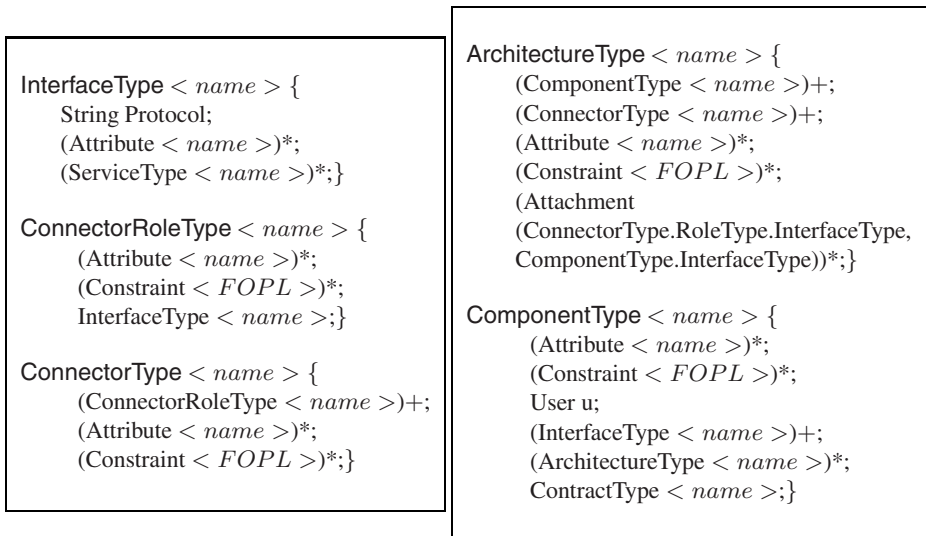 InterfaceType < name > {
String Protocol;
(Attribute < name >)*;
(ServiceType < name >)*;}
ConnectorRoleType < name > {
(Attribute < name >)*;
(Constraint < FOPL >)*;
InterfaceType < name >;}
ConnectorType < name > {
(ConnectorRoleType < name >)+;
(Attribute < name >)*;
(Constraint < FOPL >)*;}
ArchitectureType < name > {
(ComponentType < name >)+;
(ConnectorType < name >)+;
(Attribute < name >)*;
(Constraint < FOPL >)*;
(Attachment
(ConnectorType.RoleType.InterfaceType,
ComponentType.InterfaceType))*;}
ComponentType < name > {
(Attribute < name >)*;
(Constraint < FOPL >)*;
User u;
(InterfaceType < name >)+;
(ArchitectureType < name >)*;
ContractType < name >;}